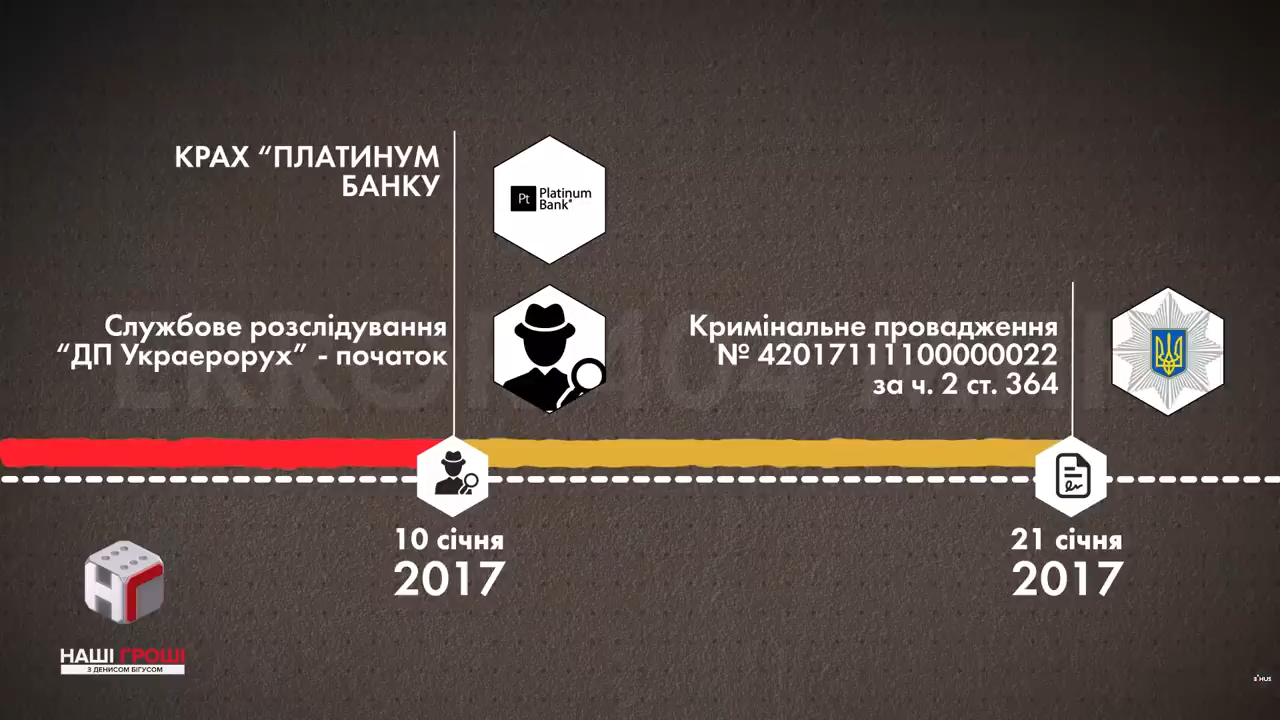 КРАХ “ПЛАТИНУМ
БАНКУ
Pt Platinum
Bank
Службове розслідування
“ДП Украерорух” - початок
Кримінальне провадження
№ 42017111100000022
за ч. 2 ст. 364
10 січня
2017
21 січня
2017
НАШІ ГРОШІ
З ДЕНИСОМ БІГУСОМ